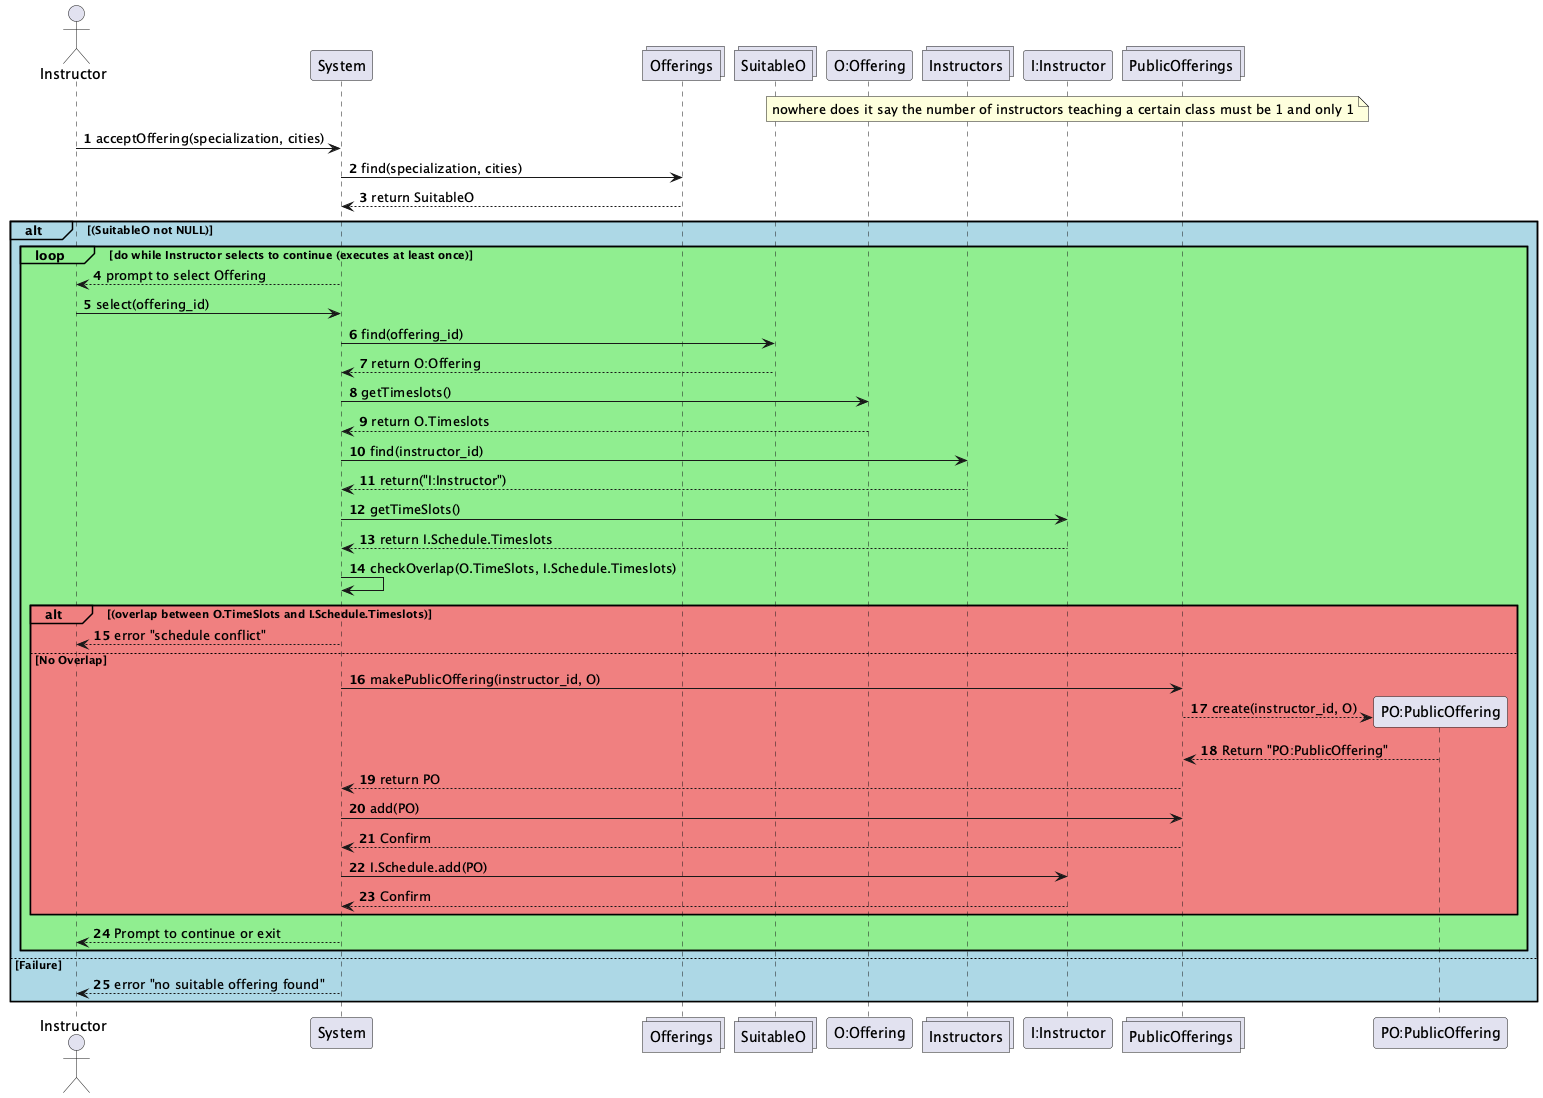 Instructor
System
Offerings
SuitableO
O:Offering
Instructors
I:Instructor
PublicOfferings
nowhere does it say the number of instructors teaching a certain class must be 1 and only 1
1 acceptOffering(specialization, cities)
2 find(specialization, cities)
3 return SuitableO
alt [(SuitableO not NULL)]
loop [do while Instructor selects to continue (executes at least once)]
4 prompt to select Offering
5 select(offering_id)
6 find(offering_id)
7 return O:Offering
8 getTimeslots()
9 return O.Timeslots
10 find(instructor_id)
11 return("I:Instructor")
12 getTimeSlots()
13 return I.Schedule.Timeslots
14 checkOverlap(O.TimeSlots, I.Schedule.Timeslots)
alt [(overlap between O.TimeSlots and I.Schedule.Timeslots)]
15 error "schedule conflict"
[No Overlap]
16 makePublicOffering(instructor_id, O)
17 create(instructor_id, O)
PO:PublicOffering
18 Return "PO:PublicOffering"
19 return PO
20 add(PO)
21 Confirm
22 I.Schedule.add(PO)
23 Confirm
24 Prompt to continue or exit
[Failure]
25 error "no suitable offering found"
Instructor
System
Offerings
SuitableO
O:Offering
Instructors
I:Instructor
PublicOfferings
PO:PublicOffering